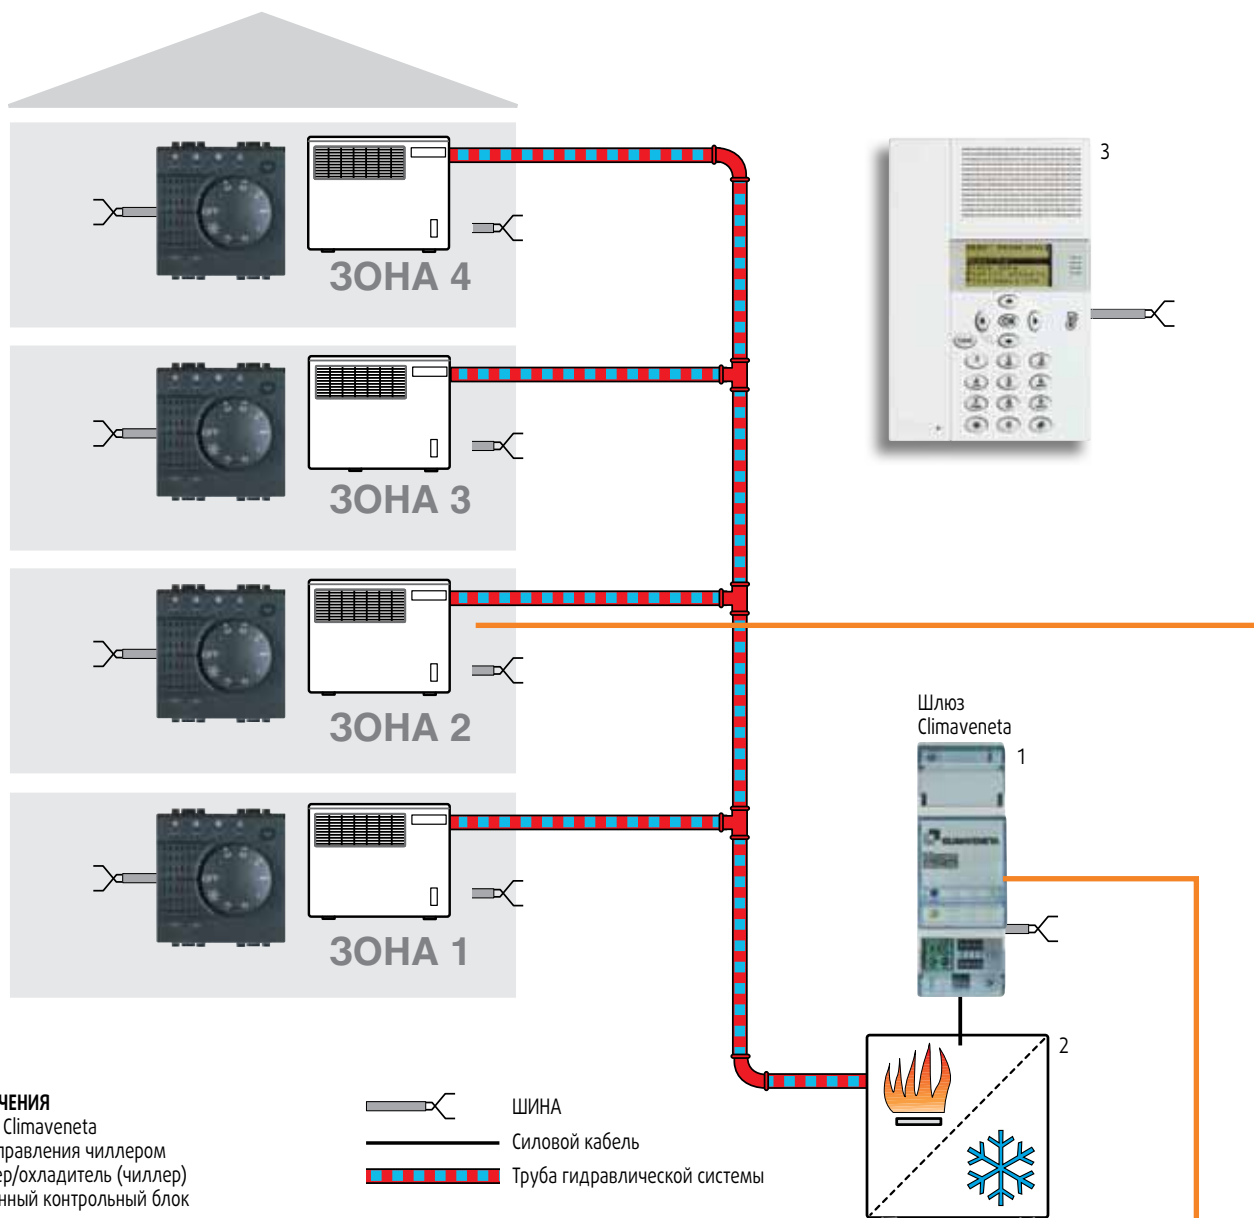 ЗОНА 4
3
ЗОНА 3
ЗОНА 2
Шлюз
Climaveneta
1
ЗОНА 1
2
ЧЕНИЯ
Climaveneta
правления чиллером
ер/охладитель (чиллер)
нный контрольный блок
ШИНА
Силовой кабель
Труба гидравлической системы